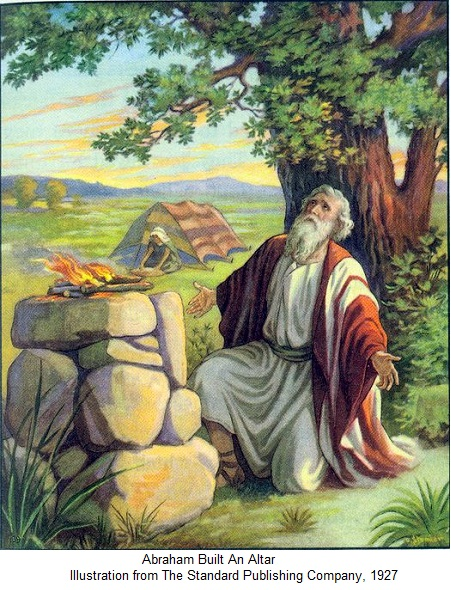 Abraham Built An Altar
Illustration from The Standard Publishing Company, 1927